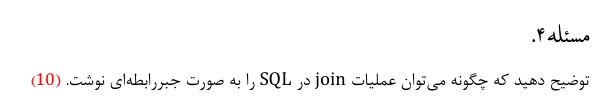 مسئله ۴.
توضیح دهید که چگونه می‌توان عملیات join در SQL را به صورت جبررابطه‌ای نوشت. (10)